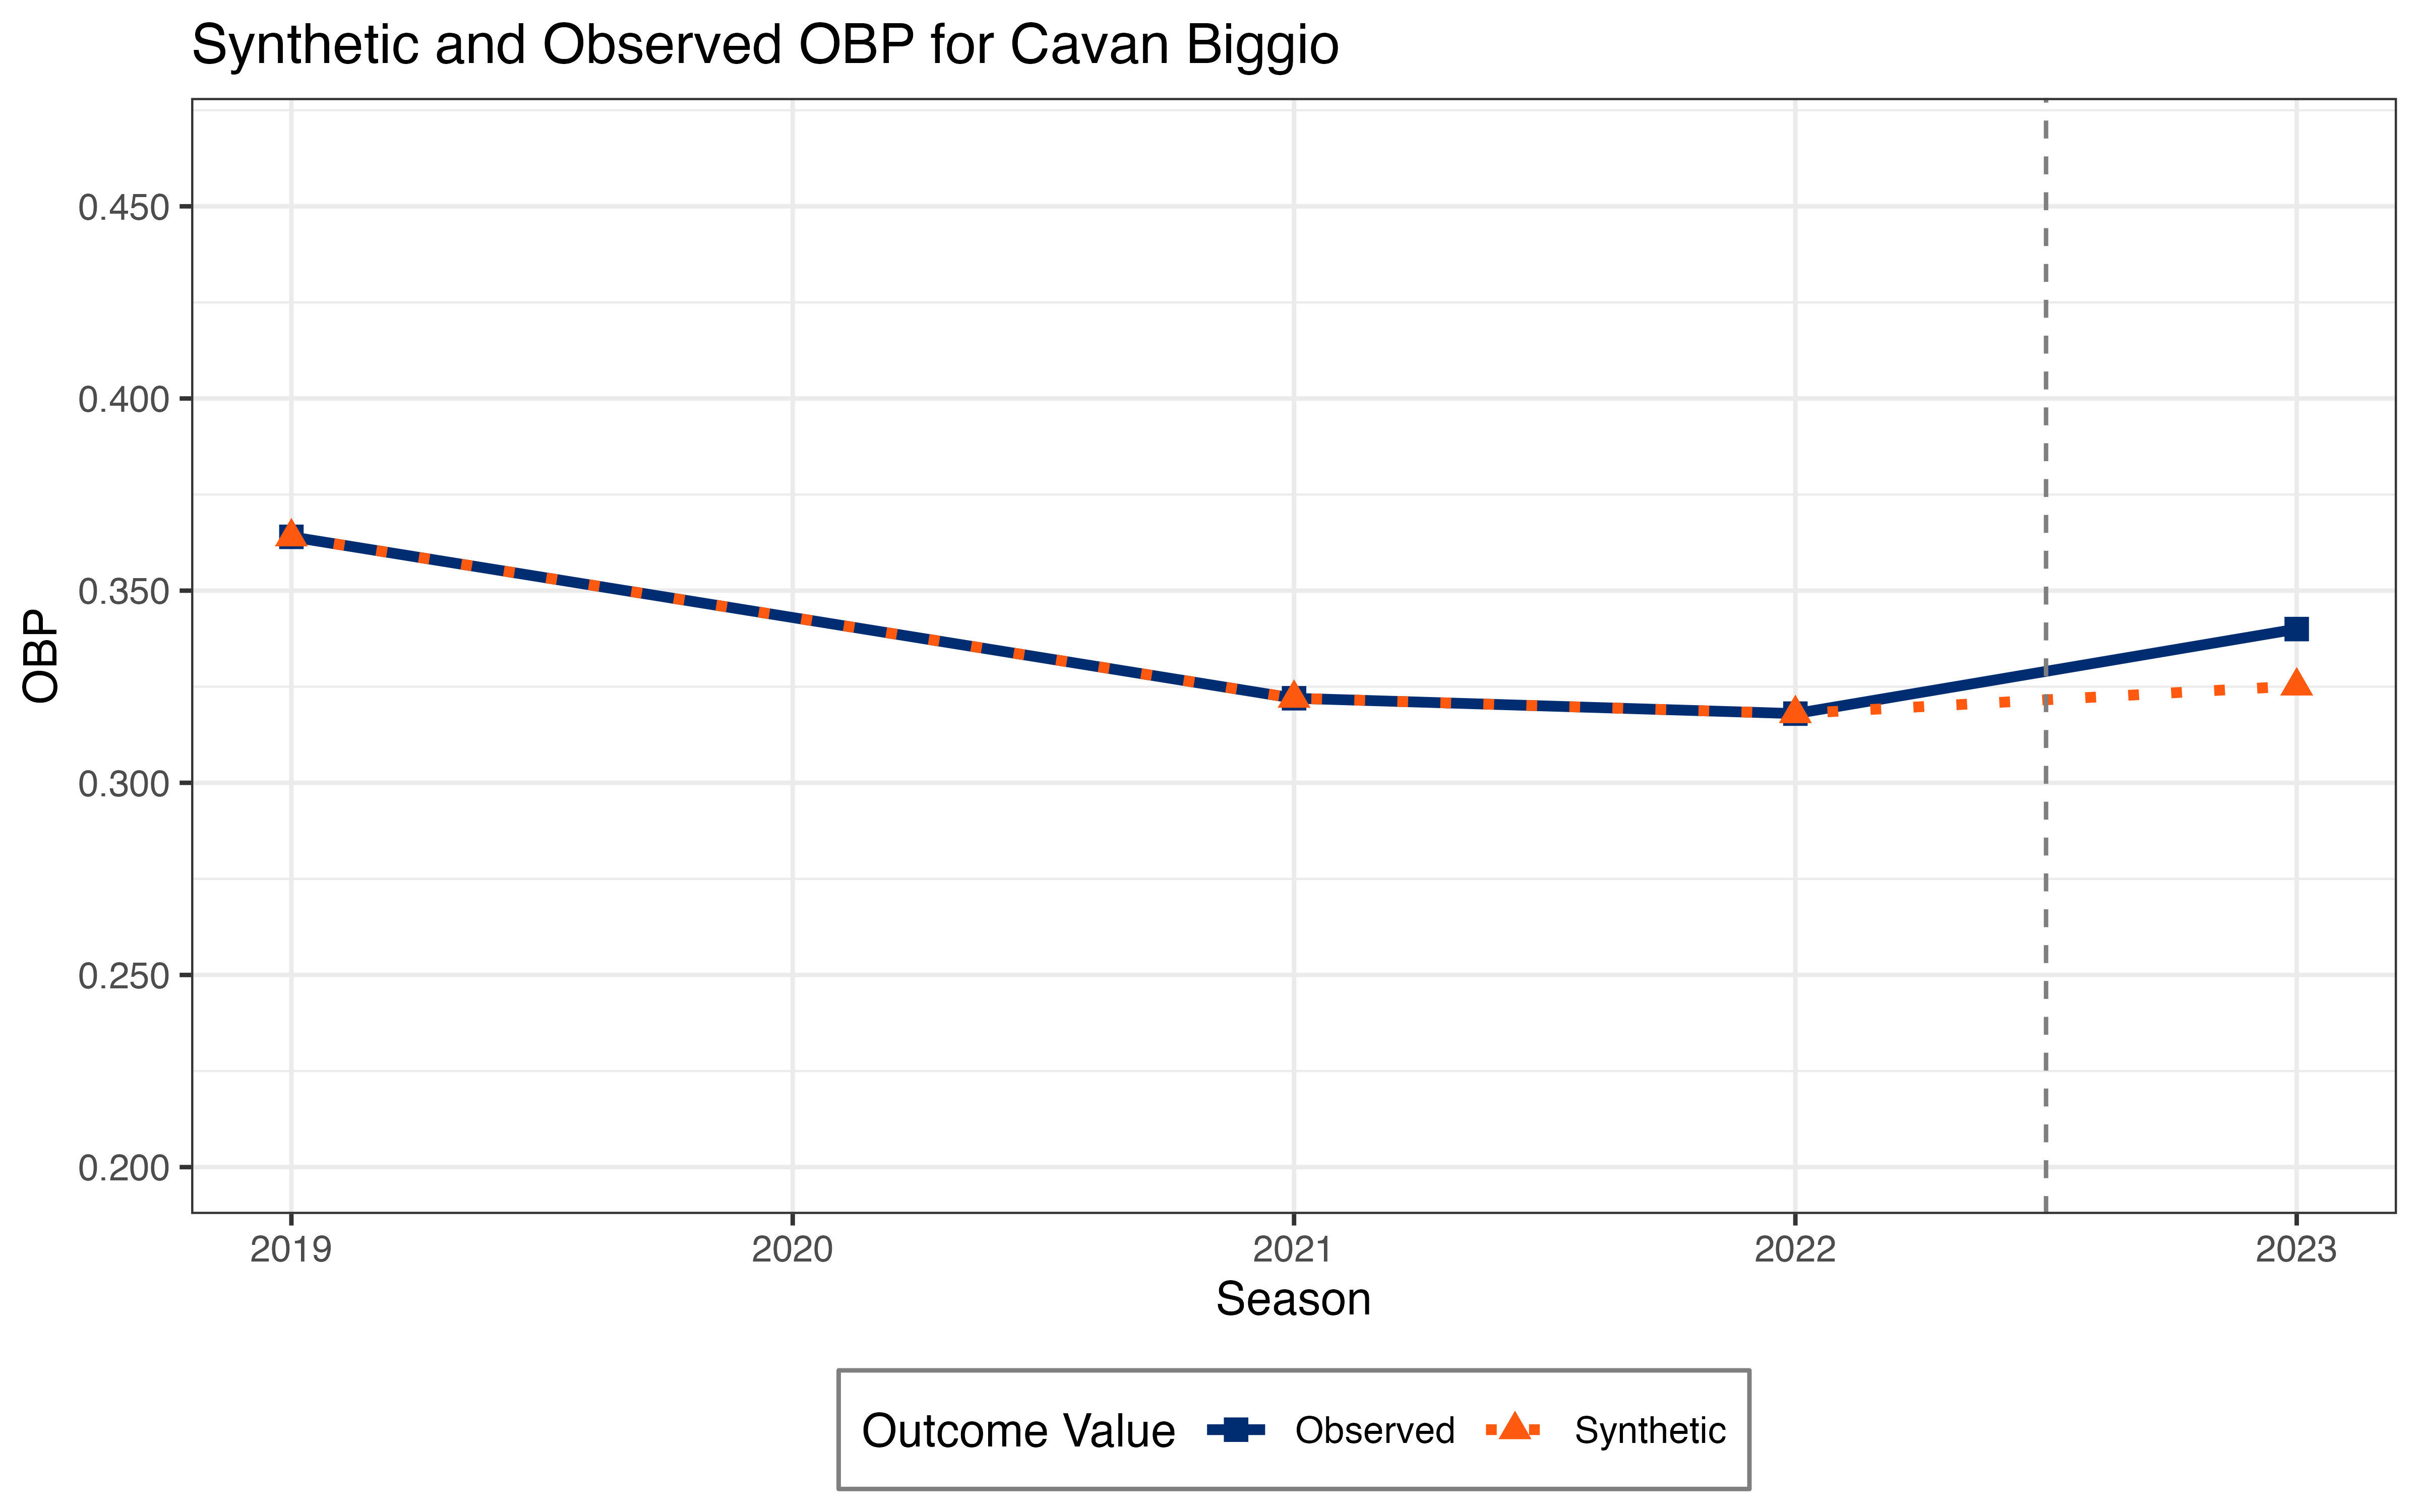 Synthetic and Observed OBP for Cavan Biggio
OBP
0.450
0.400
0.350
0.300
0.250
0.200
2019 2020 2021 2022 2023
Season
Outcome Value Observed Synthetic